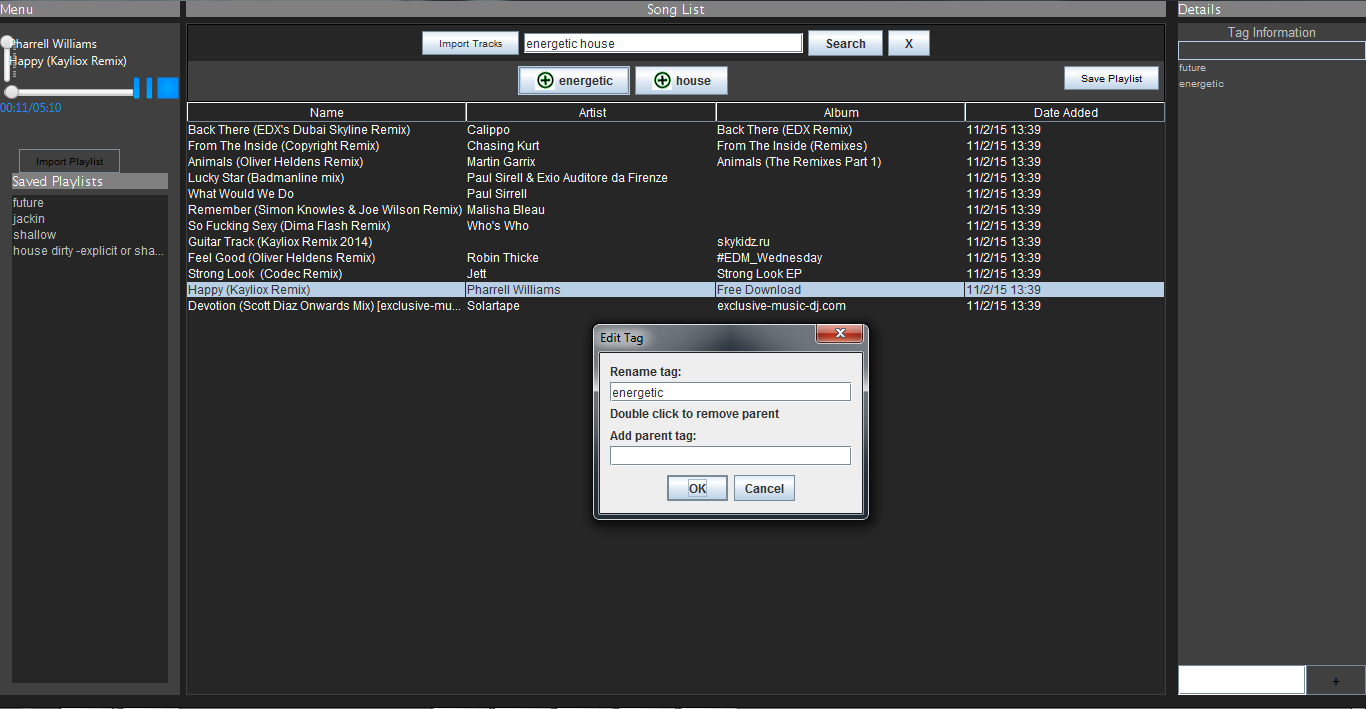 Menu
Pharrell Williams
Happy (Kayliox Remix)
00:11/05:10
Import Playlist
Saved Playlists
future
jackin
shallow
house dirty -explicit or sha...
Song List
Import Tracks energetic house Search X
energetic house Save Playlist
Name Artist Album Date Added
Back There (EDX's Dubai Skyline Remix) Calippo Back There (EDX Remix) 11/2/15 13:39
From The Inside (Copyright Remix) Chasing Kurt From The Inside (Remixes) 11/2/15 13:39
Animals (Oliver Heldens Remix) Martin Garrix Animals (The Remixes Part 1) 11/2/15 13:39
Lucky Star (Badmanline mix) Paul Sirell & Exio Auditore da Firenze 11/2/15 13:39
What Would We Do Paul Sirrell 11/2/15 13:39
Remember (Simon Knowles & Joe Wilson Remix) Malisha Bleau 11/2/15 13:39
So Fucking Sexy (Dima Flash Remix) Who's Who 11/2/15 13:39
Guitar Track (Kayliox Remix 2014) skykidz.ru 11/2/15 13:39
Feel Good (Oliver Heldens Remix) Robin Thicke #EDM_Wednesday 11/2/15 13:39
Strong Look (Codec Remix) Jett Strong Look EP 11/2/15 13:39
Happy (Kayliox Remix) Pharrell Williams Free Download 11/2/15 13:39
Devotion (Scott Diaz Onwards Mix) [exclusive-mu... Solartape exclusive-music-dj.com 11/2/15 13:39
Edit Tag X
Rename tag:
energetic
Double click to remove parent
Add parent tag:
OK Cancel
Details
Tag Information
future
energetic
+